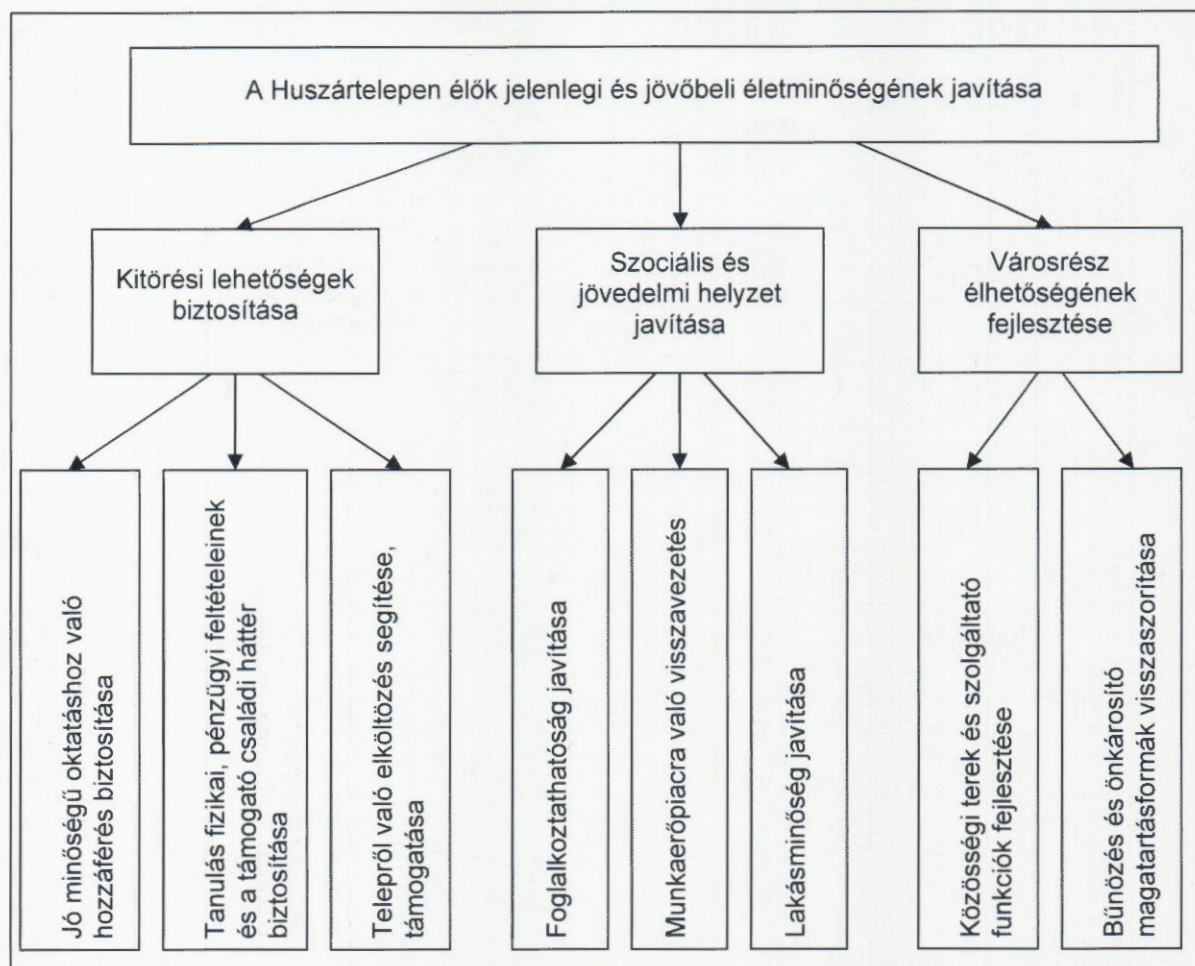 A Huszártelepen élők jelenlegi és jövőbeli életminőségének javítása
Kitörési lehetőségek
biztosítása
Szociális és
jövedelmi helyzet
javítása
Városrész
élhetőségének
fejlesztése
Jó minőségű oktatáshoz való
hozzáférés biztosítása
Tanulás fizikai, pénzügyi feltételeinek
és a támogató családi háttér
biztosítása
Telepről való elköltözés segítése,
támogatása
Foglalkoztathatóság javítása
Munkaerőpiacra való visszavezetés
Lakásminőség javítása
Közösségi terek és szolgáltató
funkciók fejlesztése
Bűnözés és önkárosító
magatartásformák visszaszorítása